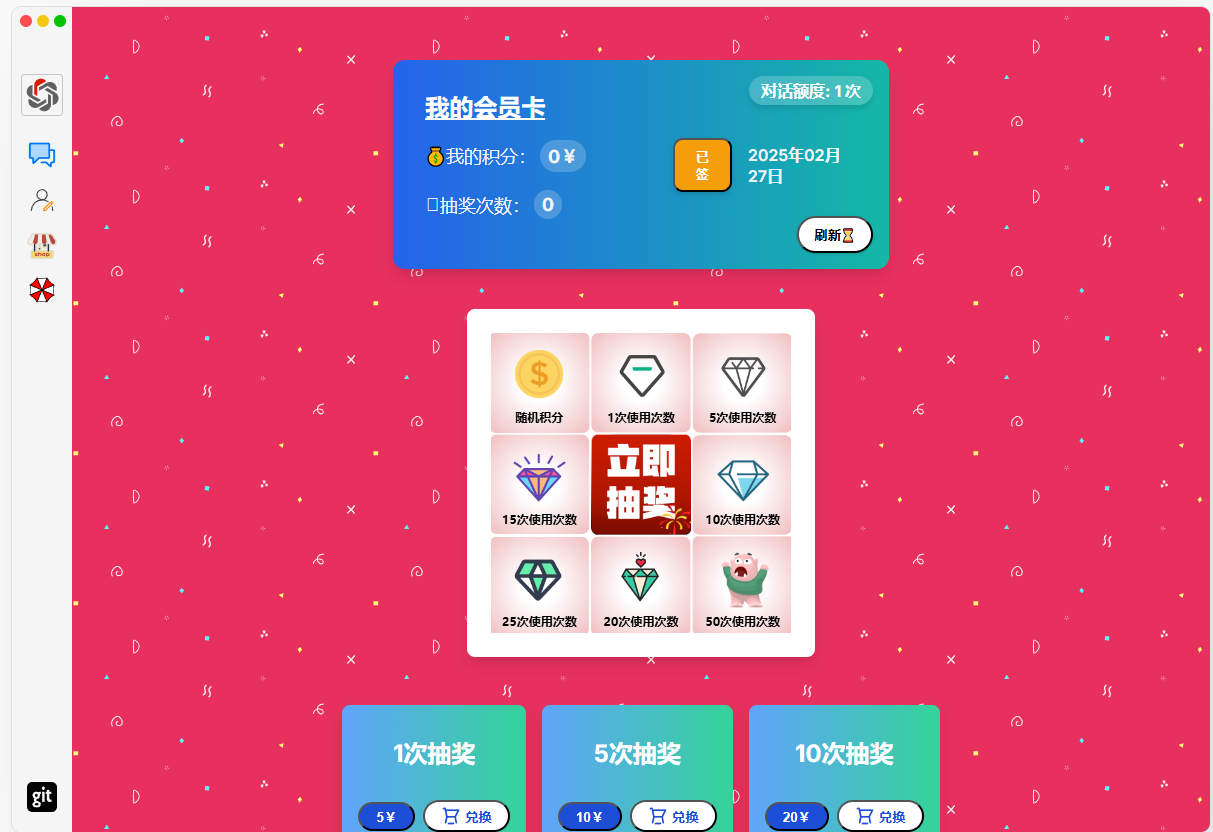 对话额度: 1 次
我的会员卡
我的积分： 0 ¥
已
签
2025年02月
27日
抽奖次数： 0
刷新
shop
随机积分
1次使用次数
5次使用次数
15次使用次数
立即
抽奖
10次使用次数
25次使用次数
20次使用次数
50次使用次数
1次抽奖
5次抽奖
10次抽奖
5 ¥
兑换
10 ¥
兑换
20 ¥
兑换
git